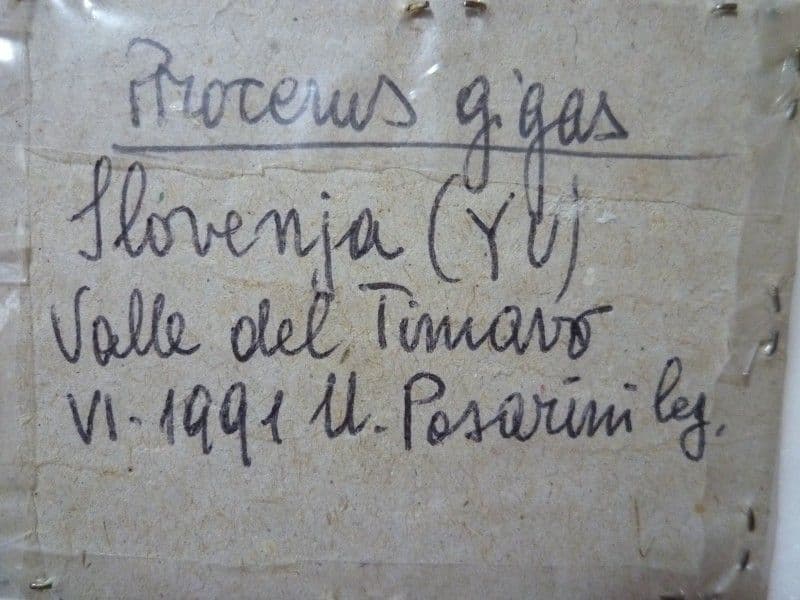 Procerus gigas
Slovenja (YU)
Valle del Timavo
VI-1991 U. Posarini leg.